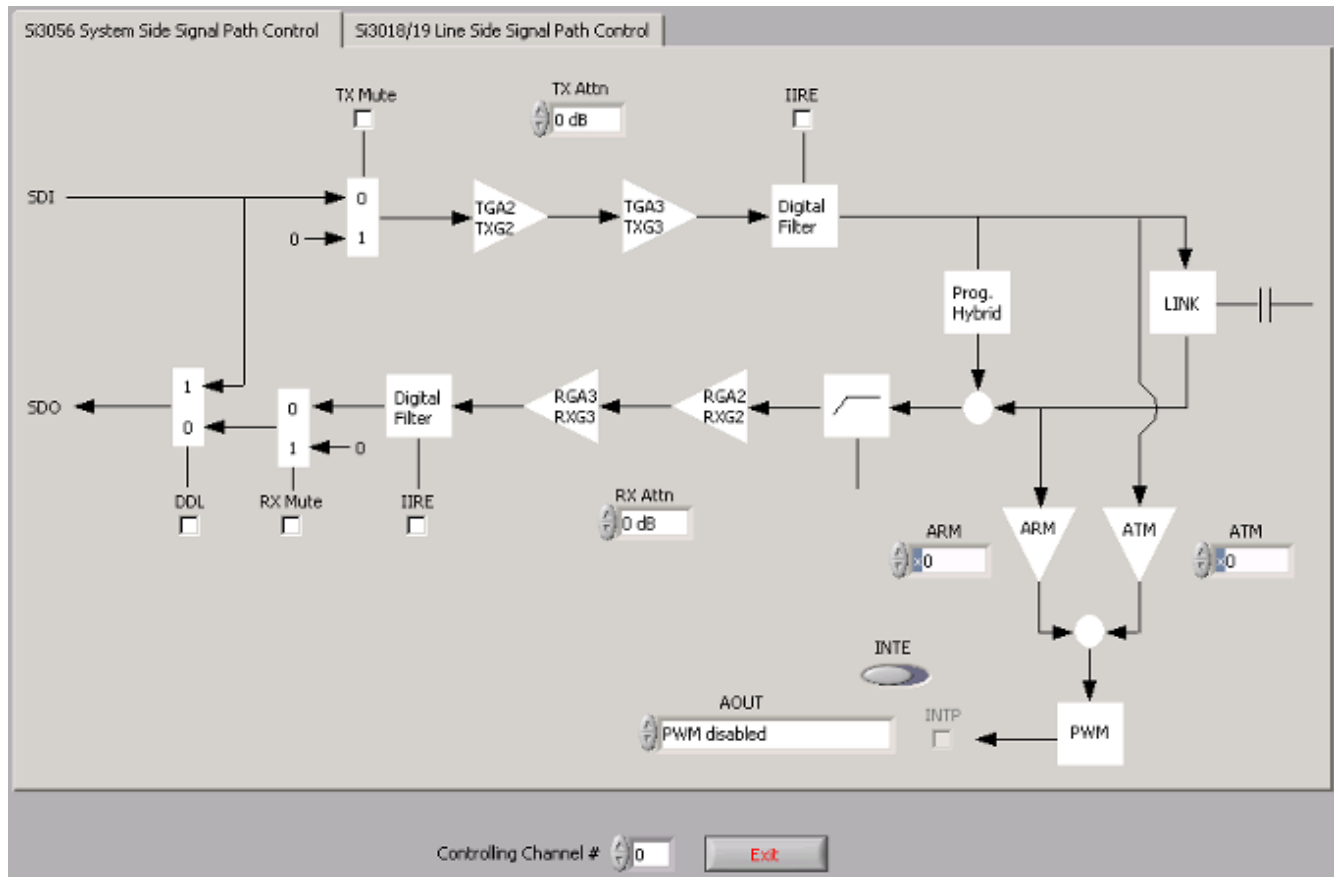 Si3056 System Side Signal Path Control
Si3018/19 Line Side Signal Path Control
TX Mute
TX Attn
0 dB
IIRE
SDI
0
0
1
TGA2
TXG2
TGA3
TXG3
Digital
Filter
Prog.
Hybrid
LINK
SDO
1
0
0
1
0
Digital
Filter
RGA3
RXG3
RGA2
RXG2
DDL
RX Mute
IIRE
RX Attn
0 dB
ARM
x0
ARM
ATM
ATM
x0
INTE
AOUT
PWM disabled
INTP
PWM
Controlling Channel #
0
Exit